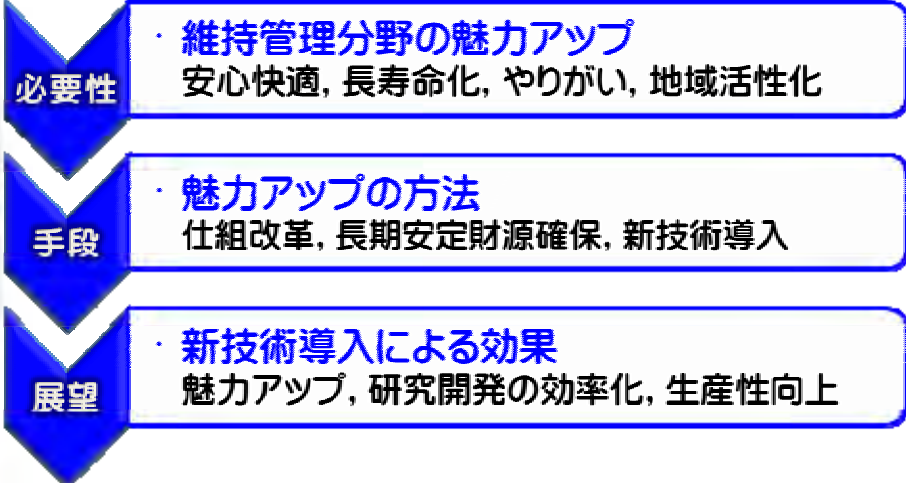 必要性
・維持管理分野の魅力アップ
安心快適, 長寿命化, やりがい, 地域活性化
手段
・魅力アップの方法
仕組改革, 長期安定財源確保, 新技術導入
展望
・新技術導入による効果
魅力アップ, 研究開発の効率化, 生産性向上